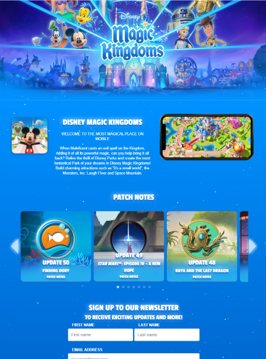 Disney
Magic
Kingdoms
DISNEY MAGIC KINGDOMS
WELCOME TO THE MOST MAGICAL PLACE ON
MOBILE
When Maleficent casts an evil spell on the Kingdom,
ridding it of all its powerful magic, can you help bring it all
back? Relive the thrill of Disney Parks and create the most
fantastical Park of your dreams in Disney Magic Kingdoms!
Build charming attractions such as "it's a small world", the
Monsters, Inc. Laugh Floor and Space Mountain.
PATCH NOTES
UPDATE 50
FINDING DORY
PATCH NOTES
UPDATE 49
STAR WARS™: EPISODE IV – A NEW
HOPE
PATCH NOTES
UPDATE 48
RAYA AND THE LAST DRAGON
PATCH NOTES
SIGN UP TO OUR NEWSLETTER
TO RECEIVE EXCITING UPDATES AND MORE!
FIRST NAME
LAST NAME
First name
Last name
EMAIL ADDRESS